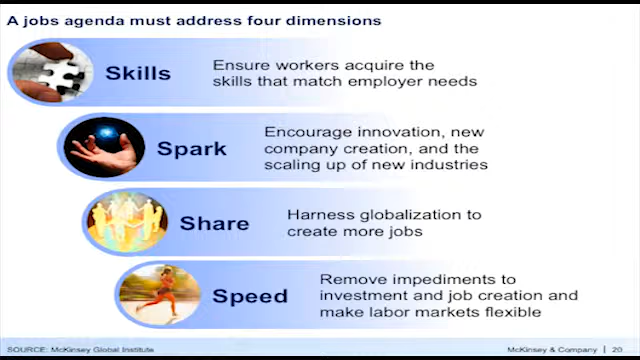 A jobs agenda must address four dimensions
Skills
Ensure workers acquire the
skills that match employer needs
Spark
Encourage innovation, new
company creation, and the
scaling up of new industries
Share
Harness globalization to
create more jobs
Speed
Remove impediments to
investment and job creation and
make labor markets flexible
SOURCE: McKinsey Global Institute
McKinsey & Company | 20